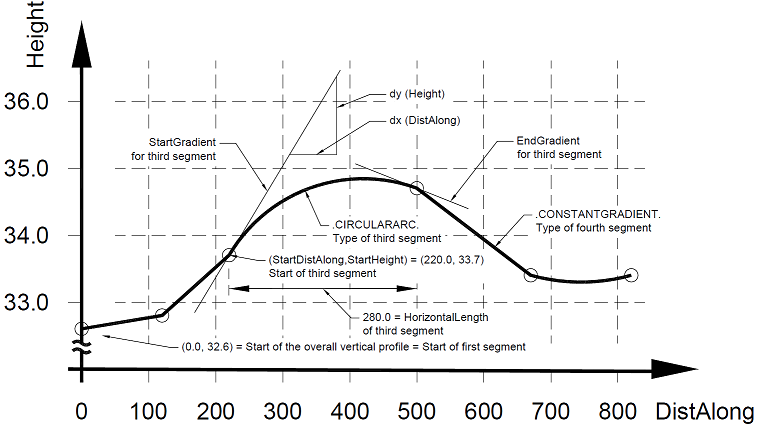 Height
36.0
35.0
34.0
33.0
dy (Height)
dx (DistAlong)
StartGradient
for third segment
EndGradient
for third segment
.CIRCULARARC.
Type of third segment
.CONSTANTGRADIENT.
Type of fourth segment
(StartDistAlong,StartHeight) = (220.0, 33.7)
Start of third segment
280.0 = HorizontalLength
of third segment
(0.0, 32.6) = Start of the overall vertical profile = Start of first segment
0 100 200 300 400 500 600 700 800 DistAlong